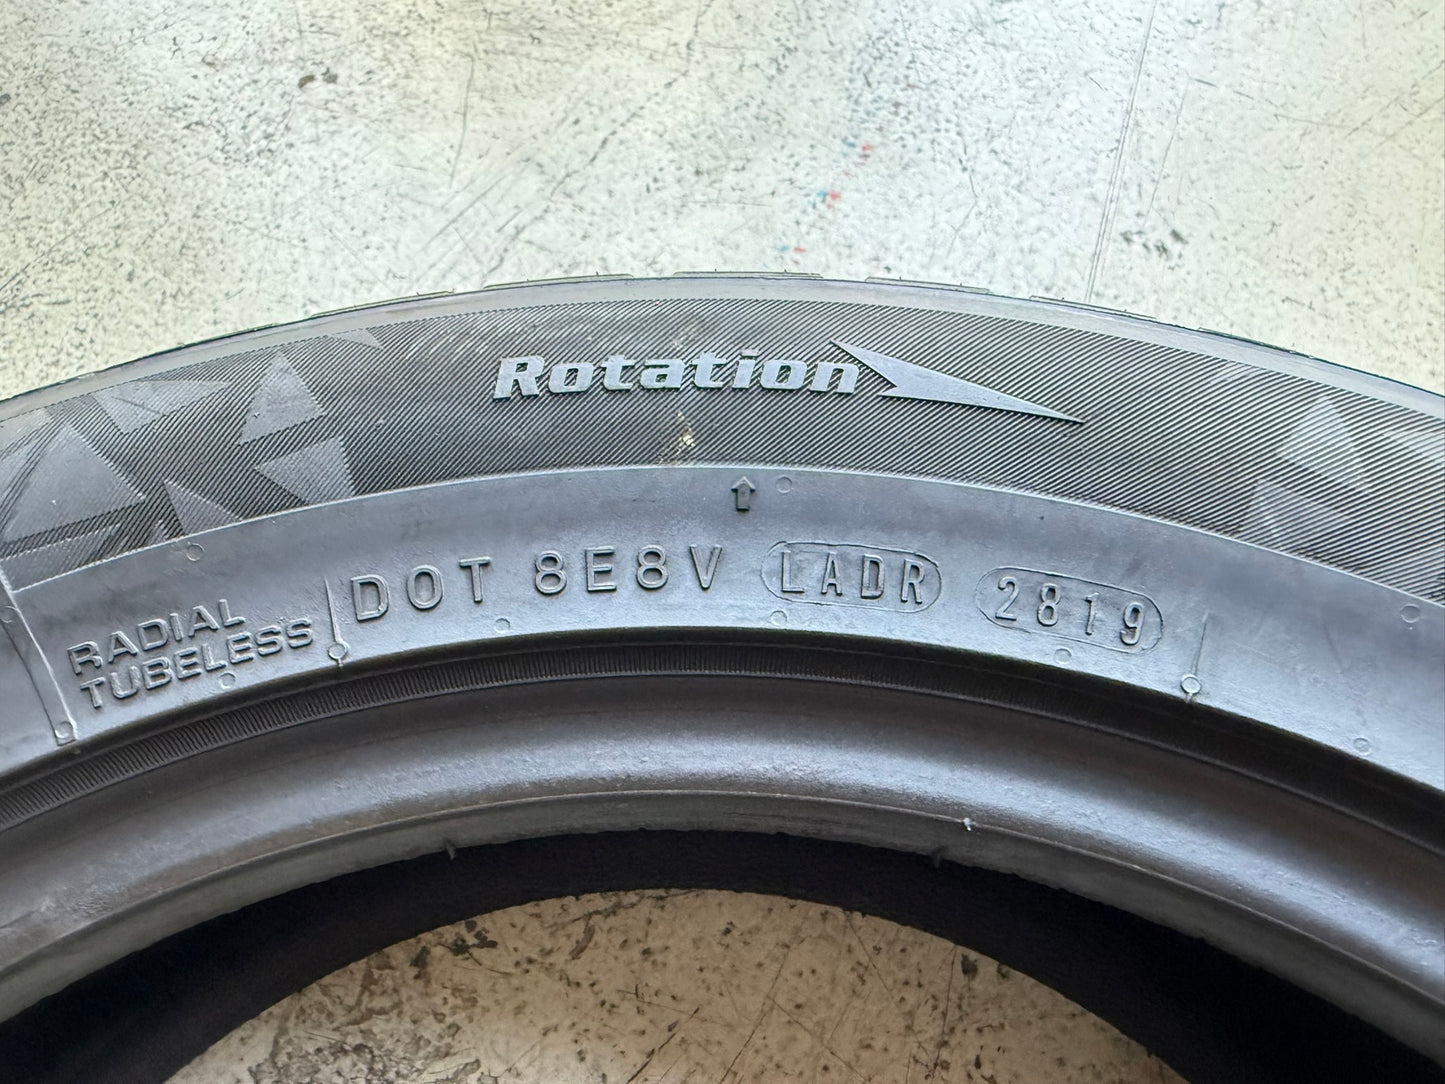 Rotation
RADIAL
TUBELESS
DOT 8E8V LADR 2819